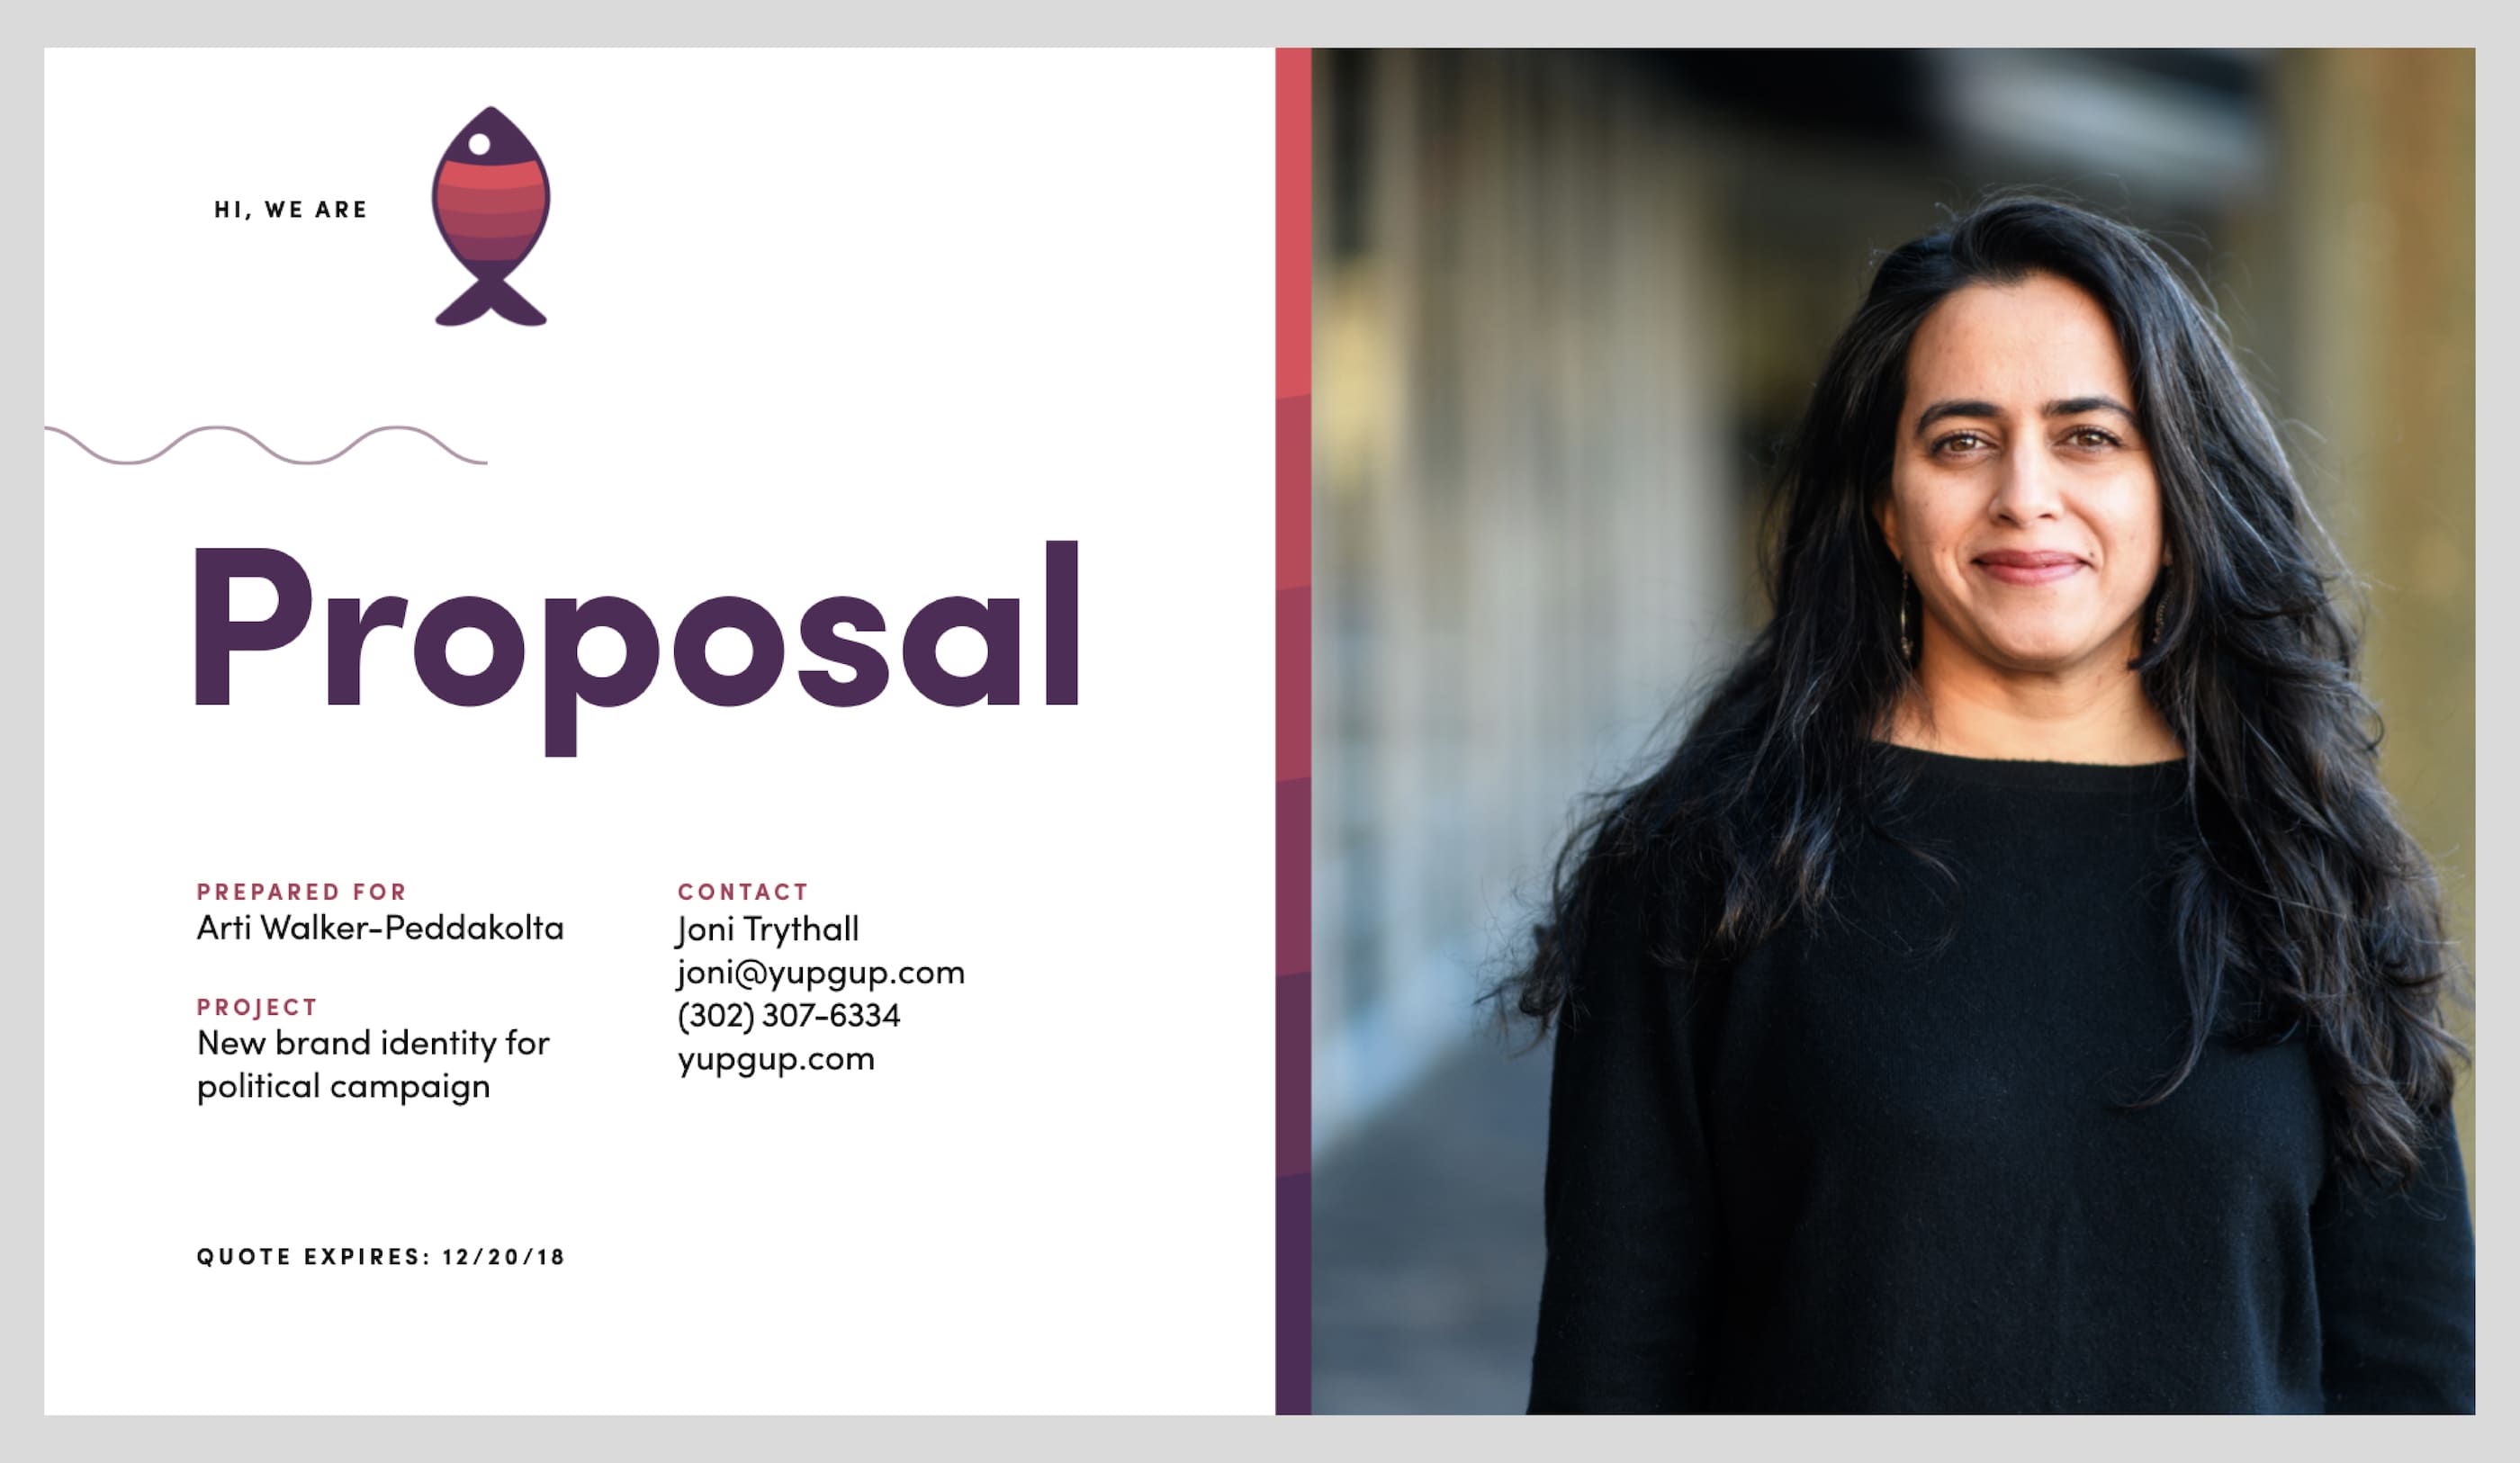 HI, WE ARE
Proposal
PREPARED FOR
Arti Walker-Peddakolta
PROJECT
New brand identity for
political campaign
CONTACT
Joni Trythall
joni@yupgup.com
(302) 307-6334
yupgup.com
QUOTE EXPIRES: 12/20/18